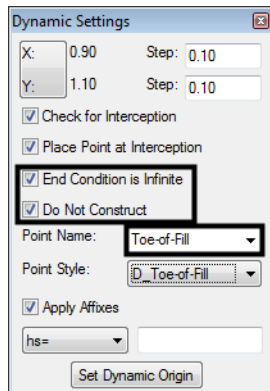 Dynamic Settings
X: 0.90 Step: 0.10
Y: 1.10 Step: 0.10
Check for Interception
Place Point at Interception
End Condition is Infinite
Do Not Construct
Point Name: Toe-of-Fill
Point Style: D_Toe-of-Fill
Apply Affixes
hs=
Set Dynamic Origin